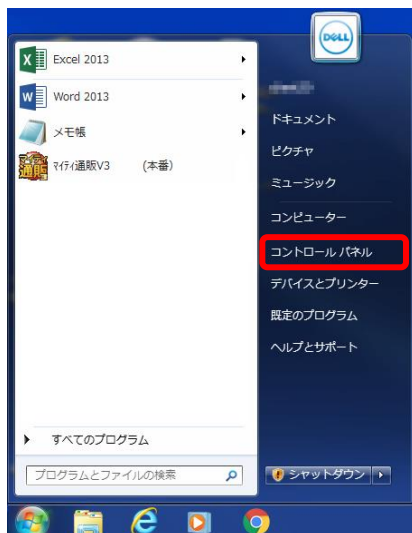 Excel 2013
Word 2013
メモ帳
ﾏｲﾃｨ通販V3 (本番)
すべてのプログラム
プログラムとファイルの検索
DELL
ドキュメント
ピクチャ
ミュージック
コンピューター
コントロール パネル
デバイスとプリンター
既定のプログラム
ヘルプとサポート
シャットダウン